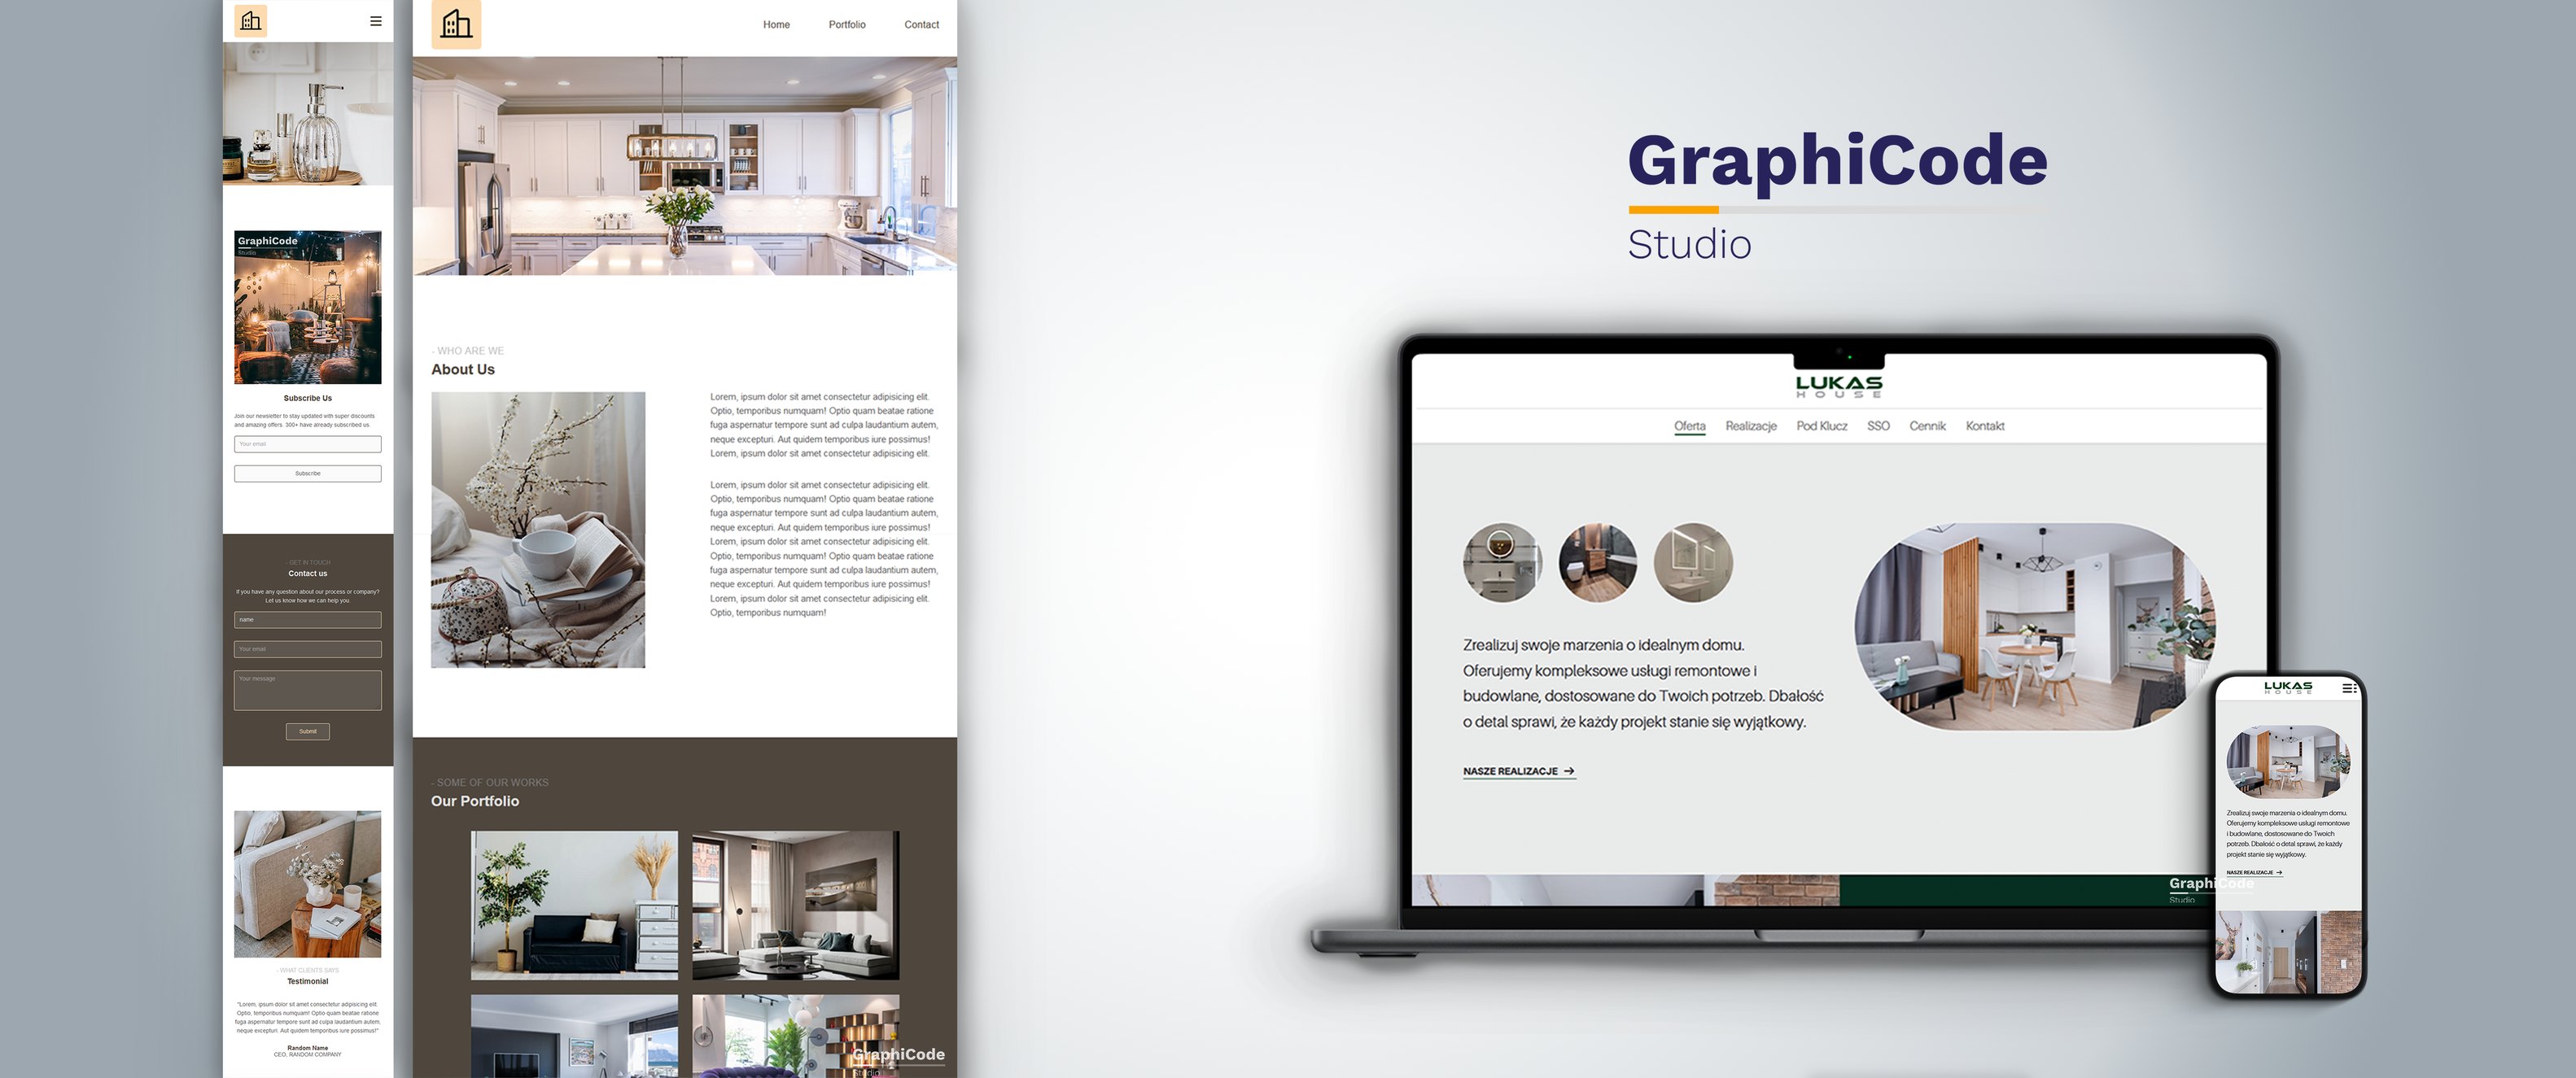 GraphiCode
Studio
Subscribe Us
Join our newsletter to stay updated with super discounts
and amazing offers. 300+ have already subscribed us.
Your email
Subscribe
- GET IN TOUCH
Contact us
If you have any question about our process or company?
Let us know how we can help you.
name
Your email
Your message
Submit
- WHAT CLIENTS SAYS
Testimonial
"Lorem, ipsum dolor sit amet consectetur adipisicing elit.
Optio, temporibus numquam! Optio quam beatae ratione
fuga aspernatur tempore sunt ad culpa laudantium autem,
neque excepturi. Aut quidem temporibus iure possimus!"
Random Name
CEO, RANDOM COMPANY
Home Portfolio Contact
- WHO ARE WE
About Us
Lorem, ipsum dolor sit amet consectetur adipisicing elit.
Optio, temporibus numquam! Optio quam beatae ratione
fuga aspernatur tempore sunt ad culpa laudantium autem,
neque excepturi. Aut quidem temporibus iure possimus!
Lorem, ipsum dolor sit amet consectetur adipisicing elit.
Lorem, ipsum dolor sit amet consectetur adipisicing elit.
Optio, temporibus numquam! Optio quam beatae ratione
fuga aspernatur tempore sunt ad culpa laudantium autem,
neque excepturi. Aut quidem temporibus iure possimus!
Lorem, ipsum dolor sit amet consectetur adipisicing elit.
Optio, temporibus numquam! Optio quam beatae ratione
fuga aspernatur tempore sunt ad culpa laudantium autem,
neque excepturi. Aut quidem temporibus iure possimus!
Lorem, ipsum dolor sit amet consectetur adipisicing elit.
Optio, temporibus numquam!
- SOME OF OUR WORKS
Our Portfolio
GraphiCode
Studio
GraphiCode
Studio
LUKAS
HOUSE
Oferta Realizacje Pod Klucz SSO Cennik Kontakt
Zrealizuj swoje marzenia o idealnym domu.
Oferujemy kompleksowe usługi remontowe i
budowlane, dostosowane do Twoich potrzeb. Dbałość
o detal sprawi, że każdy projekt stanie się wyjątkowy.
NASZE REALIZACJE →
LUKAS
HOUSE
Zrealizuj swoje marzenia o idealnym domu.
Oferujemy kompleksowe usługi remontowe
i budowlane, dostosowane do Twoich
potrzeb. Dbałość o detal sprawi, że każdy
projekt stanie się wyjątkowy.
NASZE REALIZACJE →
GraphiCode
Studio